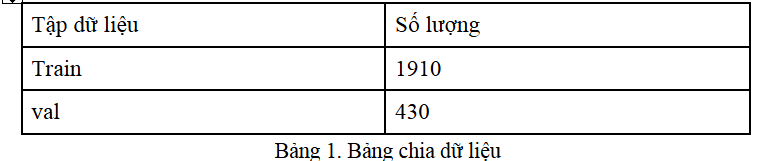 Tập dữ liệu Số lượng
Train 1910
val 430
Bảng 1. Bảng chia dữ liệu